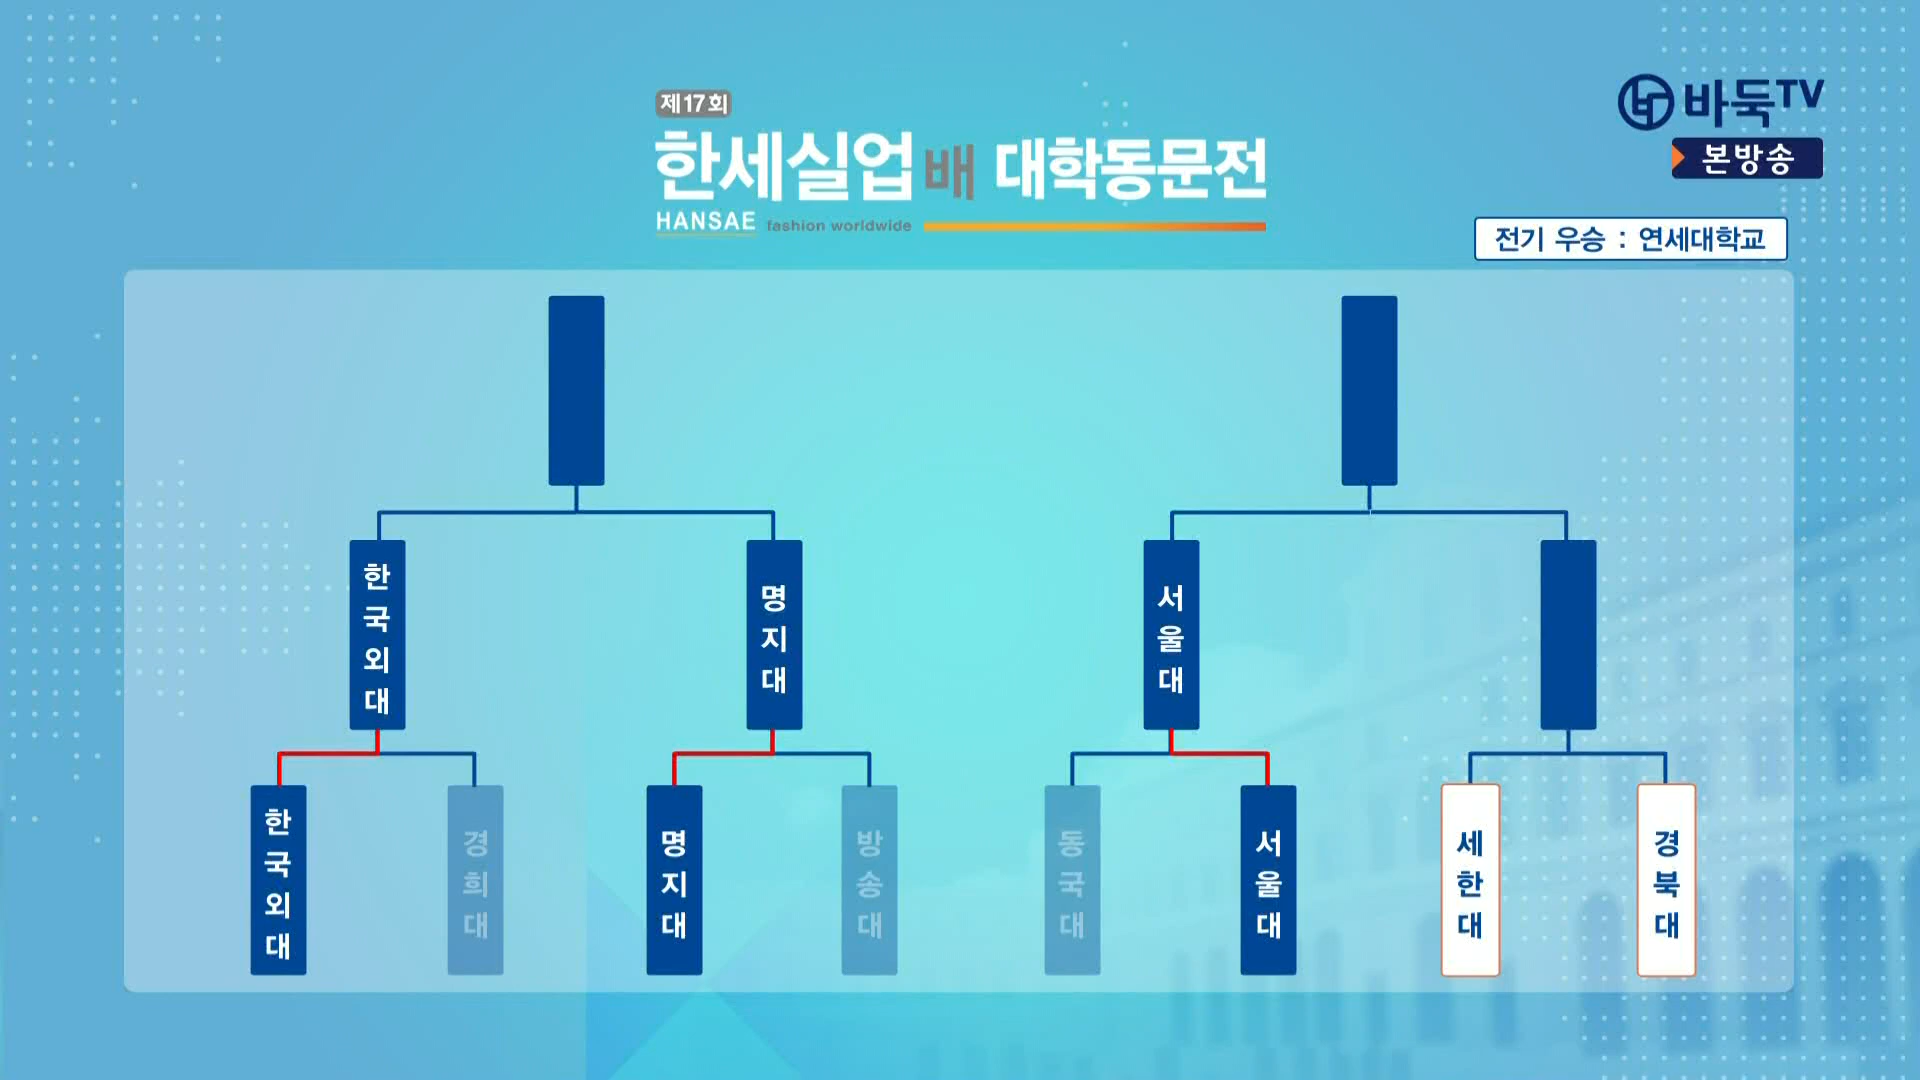 제17회
한세실업배 대학동문전
HANSAE fashion worldwide
바둑TV
본방송
전기 우승 : 연세대학교
한국외대
명지대
서울대
한국외대
경희대
명지대
방송대
동국대
서울대
세한대
경북대